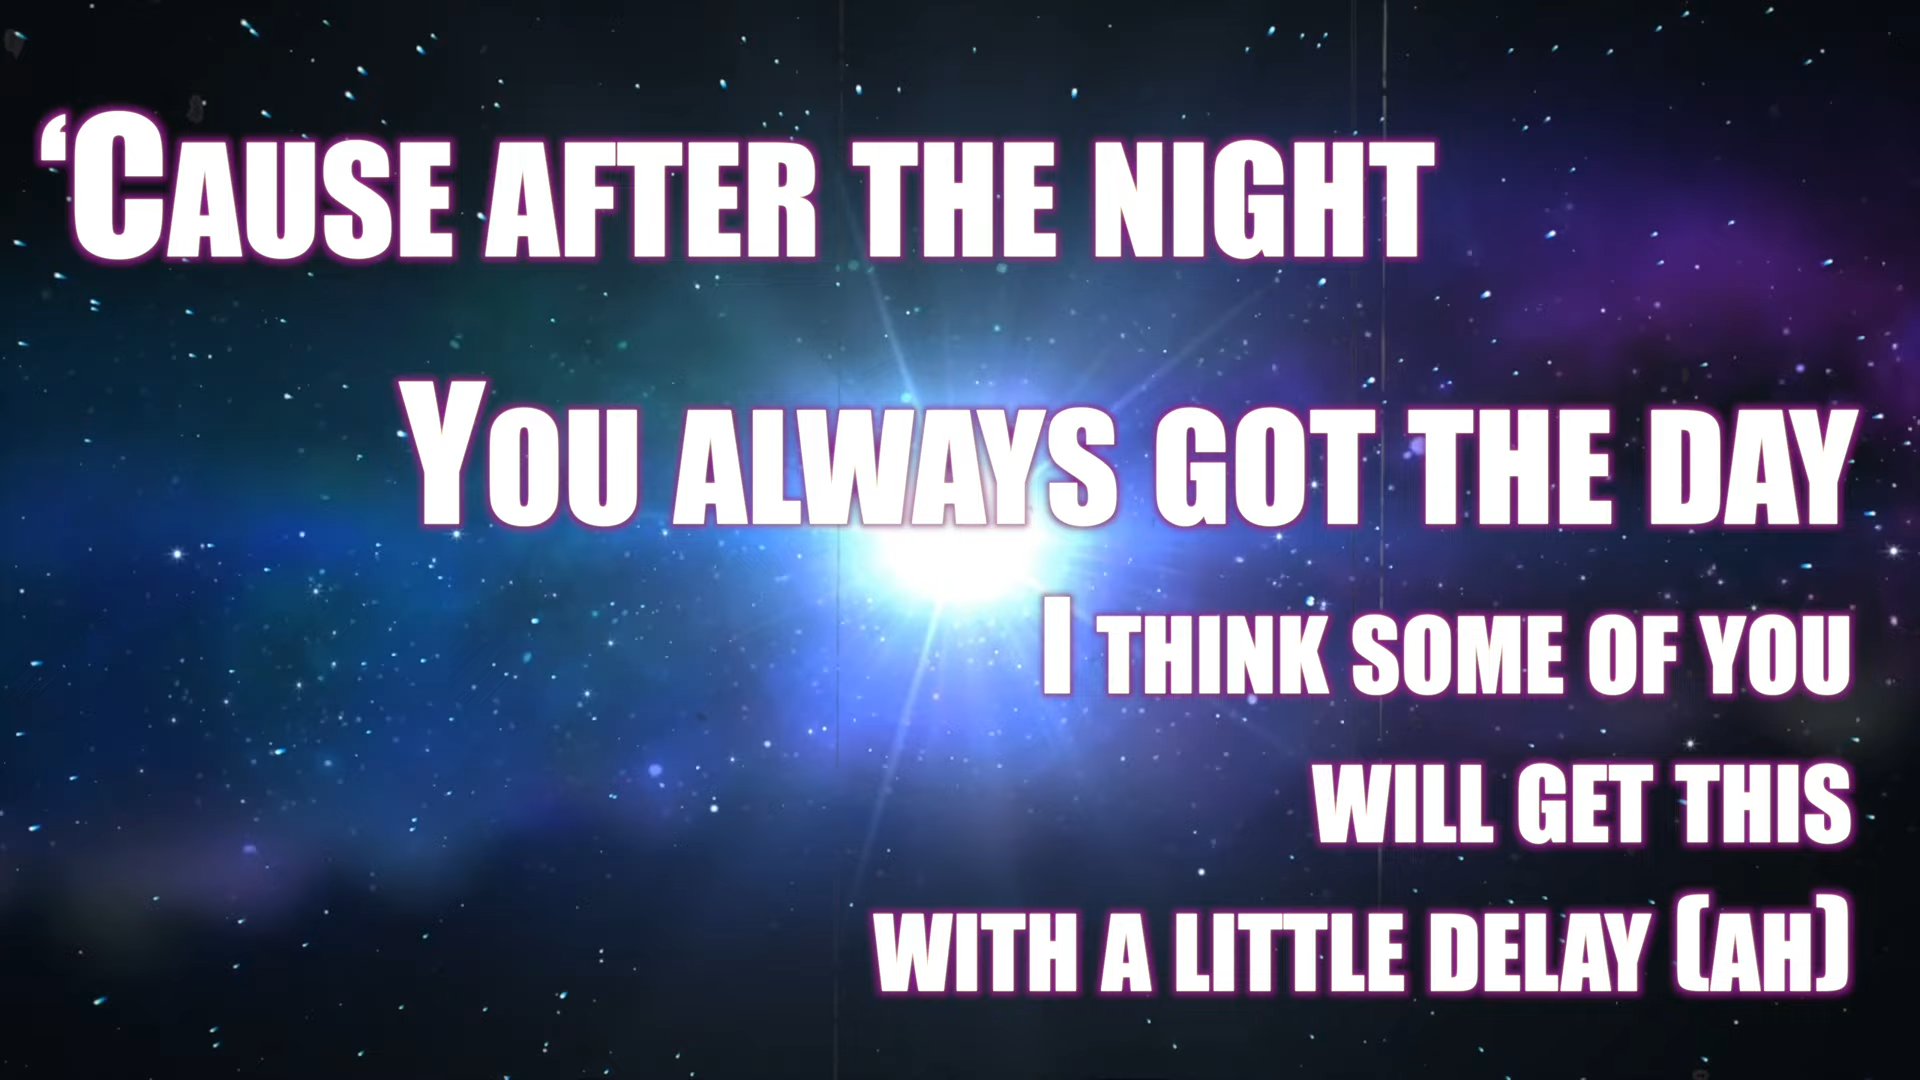 ‘Cause after the night
You always got the day
I think some of you
will get this
with a little delay (ah)